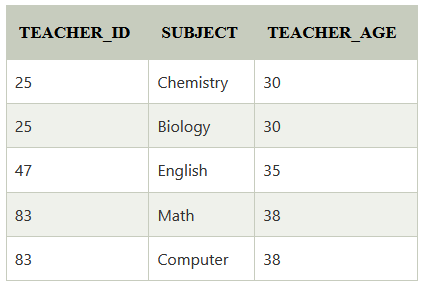 TEACHER_ID SUBJECT TEACHER_AGE
25 Chemistry 30
25 Biology 30
47 English 35
83 Math 38
83 Computer 38